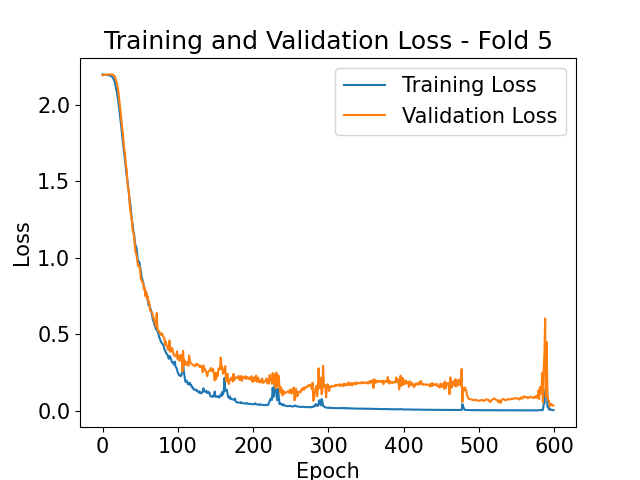 Training and Validation Loss - Fold 5
Training Loss
Validation Loss
Loss
2.0
1.5
1.0
0.5
0.0
0 100 200 300 400 500 600
Epoch